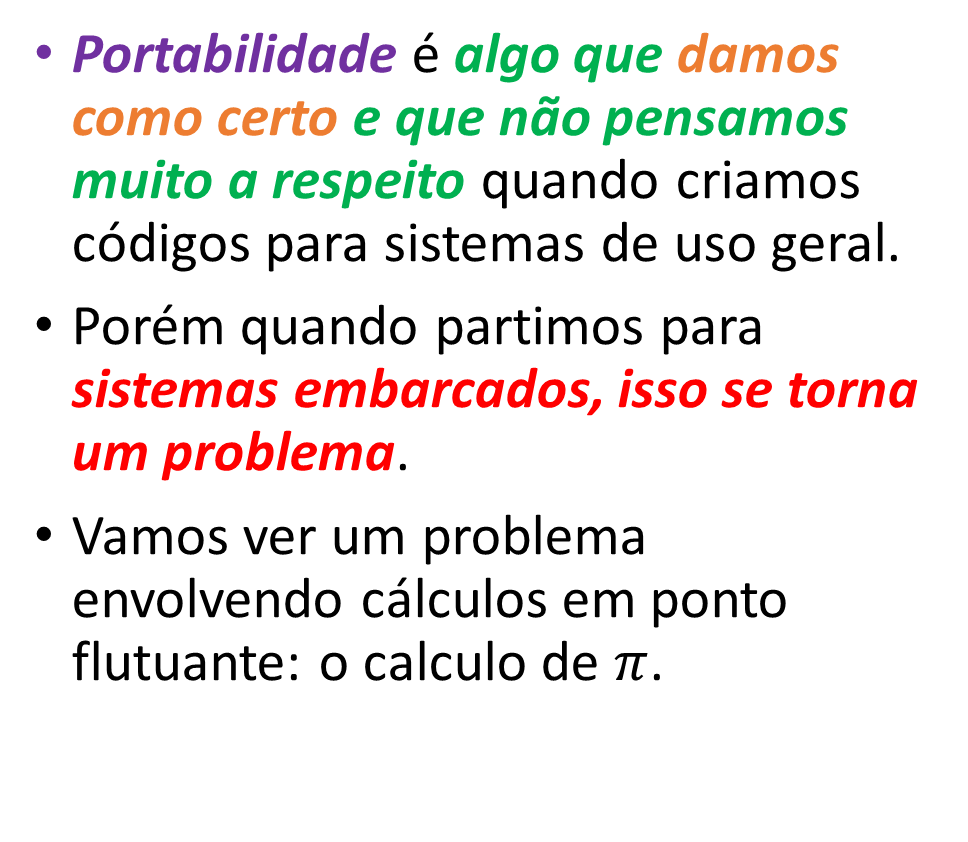 • Portabilidade é algo que damos
como certo e que não pensamos
muito a respeito quando criamos
códigos para sistemas de uso geral.
• Porém quando partimos para
sistemas embarcados, isso se torna
um problema.
• Vamos ver um problema
envolvendo cálculos em ponto
flutuante: o calculo de 𝜋.